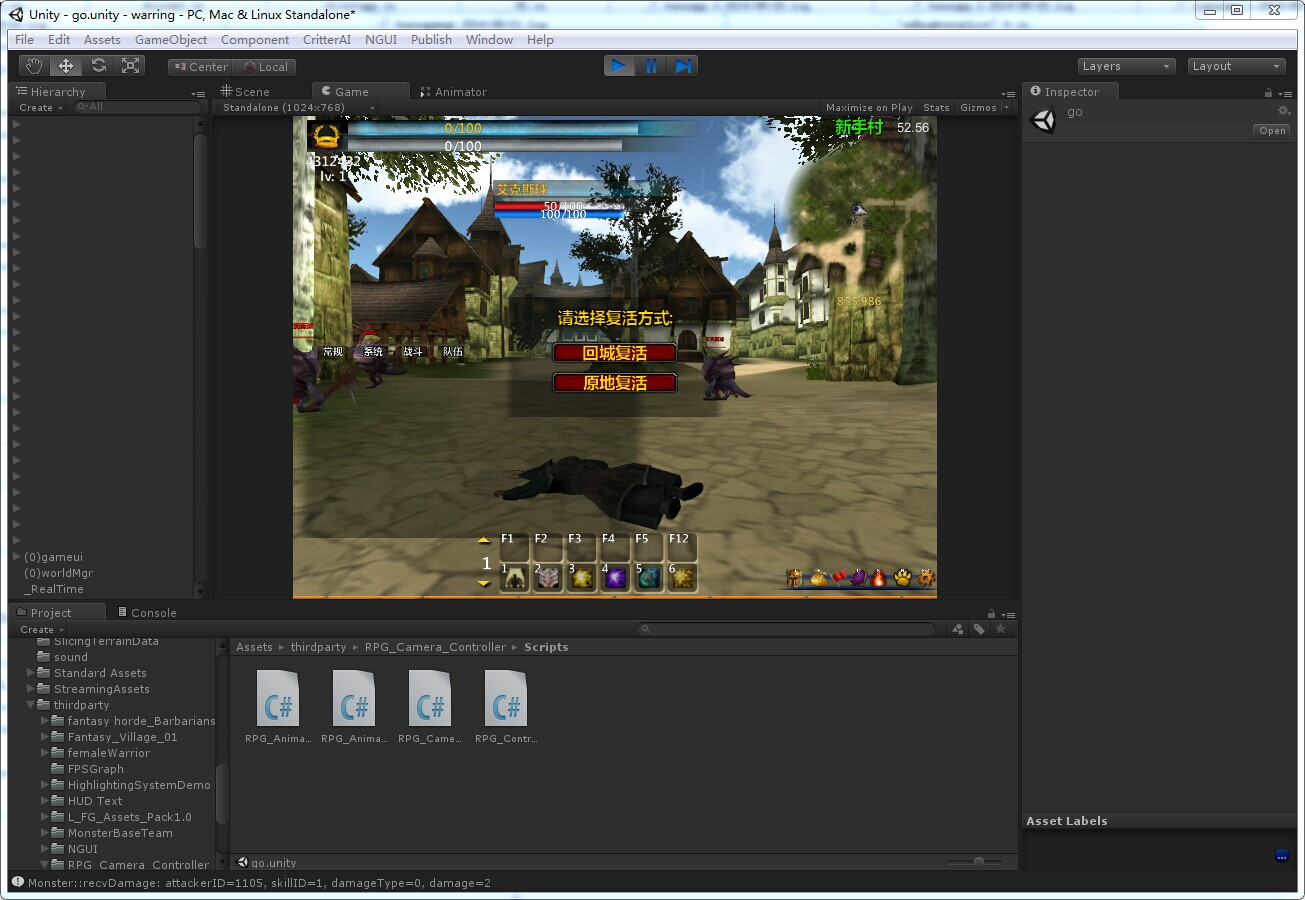 Unity - go.unity - warring - PC, Mac & Linux Standalone*
File Edit Assets GameObject Component CritterAI NGUI Publish Window Help
Center Local Layers Layout
Hierarchy
Create All
Scene Game Animator
Standalone (1024x768) Maximize on Play Stats Gizmos
Inspector
go
Open
0/100
0/100
4312432
lv: 1
新手村 52.56
艾克斯球
50/100
100/100
855:986
请选择复活方式:
回城复活
原地复活
常规 系统 战斗 队伍
F1 F2 F3 F4 F5 F12
1
1 2 3 4 5 6
(0)gameui
(0)worldMgr
_RealTime
Project Console
Create
SlicingTerrainData
sound
Standard Assets
StreamingAssets
thirdparty
fantasy horde_Barbarians
Fantasy_Village_01
femaleWarrior
FPSGraph
HighlightingSystemDemo
HUD Text
L_FG_Assets_Pack1.0
MonsterBaseTeam
NGUI
RPG_Camera_Controller
Assets thirdparty RPG_Camera_Controller Scripts
C# C# C# C#
RPG_Anima... RPG_Anima... RPG_Came... RPG_Contr...
go.unity
Asset Labels
Monster::recvDamage: attackerID=1105, skillID=1, damageType=0, damage=2